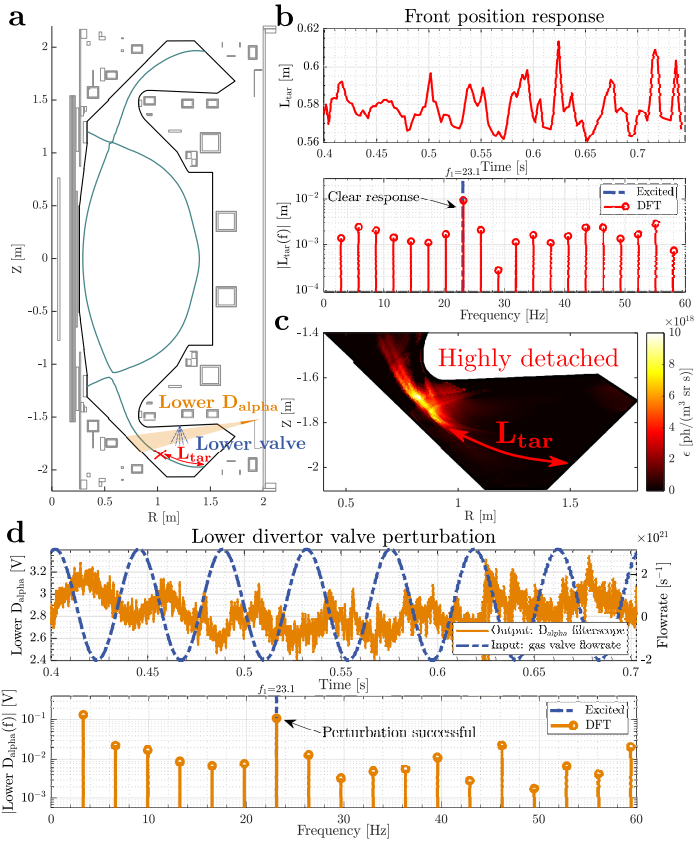 a
2
1.5
1
0.5
0
-0.5
-1
-1.5
-2
Z [m]
0
0.5
1
1.5
2
R [m]
Lower Dalpha
Lower valve
Ltar
b
Front position response
0.62
0.6
0.58
0.56
Ltar [m]
0.4
0.45
0.5
0.55
0.6
0.65
0.7
Time [s]
f1=23.1
Clear response
Excited
DFT
10⁻²
10⁻³
10⁻⁴
|Ltar(f)| [m]
0
10
20
30
40
50
60
Frequency [Hz]
c
-1.4
-1.6
-1.8
-2
Z [m]
Highly detached
Ltar
0.5
1
1.5
R [m]
×10¹⁸
10
8
6
4
2
0
ϵ [ph/(m³ sr s)]
d
Lower divertor valve perturbation
3.2
3
2.8
2.6
2.4
Lower Dalpha [V]
×10²¹
2
0
-2
Flowrate [s⁻¹]
Output: Dalpha filterscope
Input: gas valve flowrate
0.4
0.45
0.5
0.55
0.6
0.65
0.7
Time [s]
f1=23.1
Perturbation successful
Excited
DFT
10⁻¹
10⁻²
10⁻³
|Lower Dalpha(f)| [V]
0
10
20
30
40
50
60
Frequency [Hz]